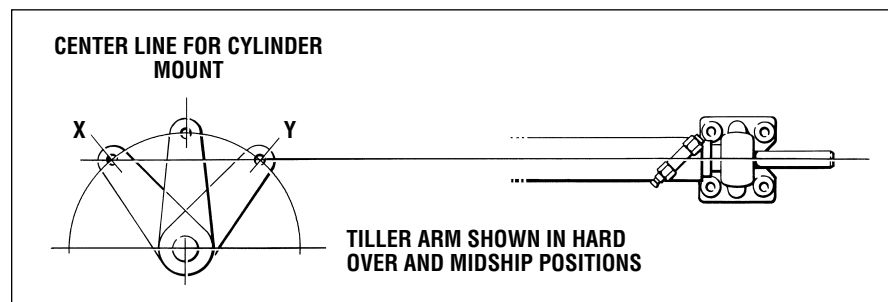 CENTER LINE FOR CYLINDER
MOUNT
X
Y
TILLER ARM SHOWN IN HARD
OVER AND MIDSHIP POSITIONS